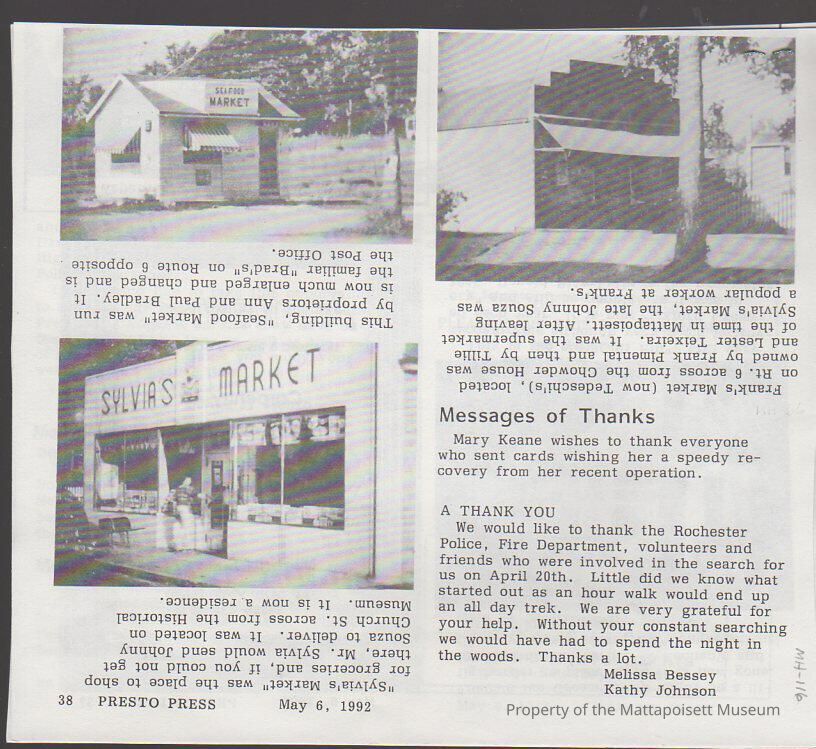 SEAFOOD
MARKET
This building, "Seafood Market" was run
by proprietors Ann and Paul Bradley. It
is now much enlarged and changed and is
the familiar "Brad's" on Route 6 opposite
the Post Office.
SYLVIA'S MARKET
"Sylvia's Market" was the place to shop
for groceries and, if you could not get
there, Mr. Sylvia would send Johnny
Souza to deliver. It was located on
Church St. across from the Historical
Museum. It is now a residence.
Frank's Market (now Tedeschi's), located
on Rt. 6 across from the Chowder House was
owned by Frank Pimental and then by Tillie
and Lester Teixeira. It was the supermarket
of the time in Mattapoisett. After leaving
Sylvia's Market, the late Johnny Souza was
a popular worker at Frank's.
Messages of Thanks
Mary Keane wishes to thank everyone
who sent cards wishing her a speedy re-
covery from her recent operation.
A THANK YOU
We would like to thank the Rochester
Police, Fire Department, volunteers and
friends who were involved in the search for
us on April 20th. Little did we know what
started out as an hour walk would end up
an all day trek. We are very grateful for
your help. Without your constant searching
we would have had to spend the night in
the woods. Thanks a lot.
Melissa Bessey
Kathy Johnson
38 PRESTO PRESS May 6, 1992
MH-116
Property of the Mattapoisett Museum